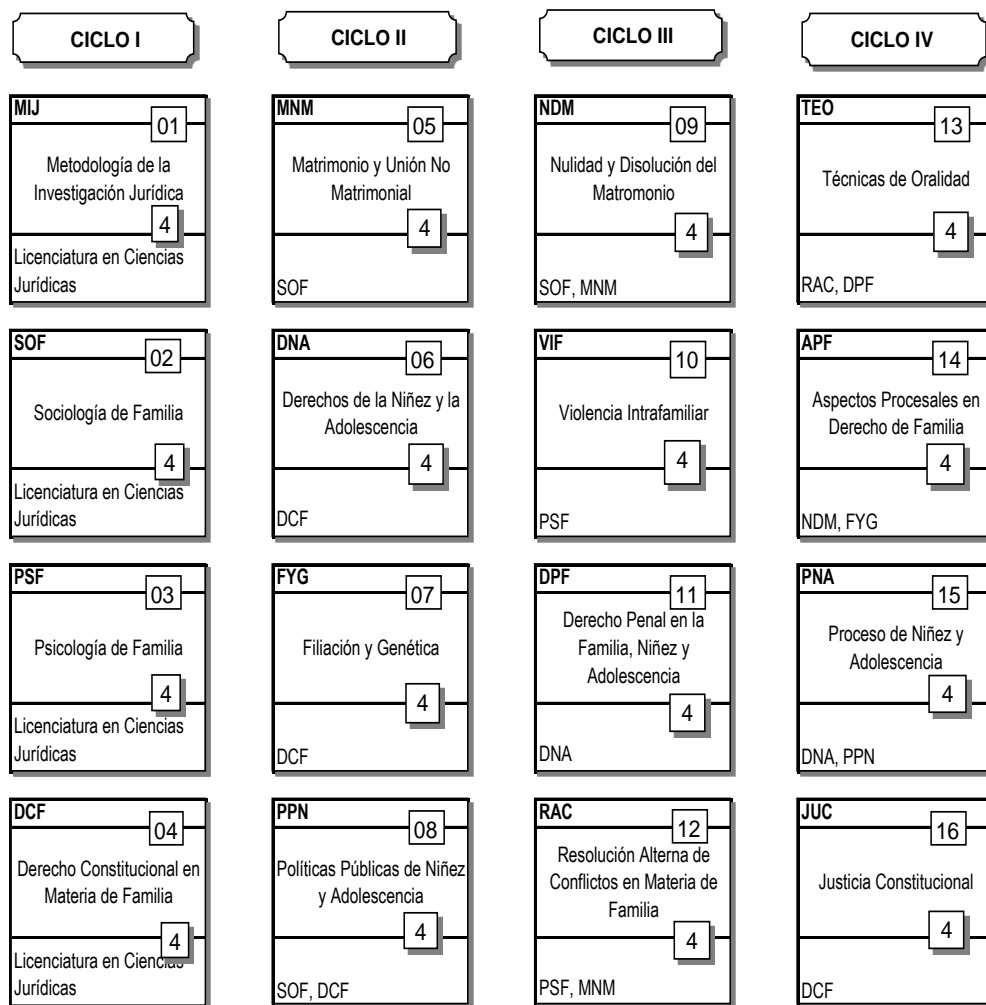 CICLO I
CICLO II
CICLO III
CICLO IV
MIJ
01
Metodología de la
Investigación Jurídica
4
Licenciatura en Ciencias
Jurídicas
MNM
05
Matrimonio y Unión No
Matrimonial
4
SOF
NDM
09
Nulidad y Disolución del
Matromonio
4
SOF, MNM
TEO
13
Técnicas de Oralidad
4
RAC, DPF
SOF
02
Sociología de Familia
4
Licenciatura en Ciencias
Jurídicas
DNA
06
Derechos de la Niñez y la
Adolescencia
4
DCF
VIF
10
Violencia Intrafamiliar
4
PSF
APF
14
Aspectos Procesales en
Derecho de Familia
4
NDM, FYG
PSF
03
Psicología de Familia
4
Licenciatura en Ciencias
Jurídicas
FYG
07
Filiación y Genética
4
DCF
DPF
11
Derecho Penal en la
Familia, Niñez y
Adolescencia
4
DNA
PNA
15
Proceso de Niñez y
Adolescencia
4
DNA, PPN
DCF
04
Derecho Constitucional en
Materia de Familia
4
Licenciatura en Ciencias
Jurídicas
PPN
08
Políticas Públicas de Niñez
y Adolescencia
4
SOF, DCF
RAC
12
Resolución Alterna de
Conflictos en Materia de
Familia
4
PSF, MNM
JUC
16
Justicia Constitucional
4
DCF